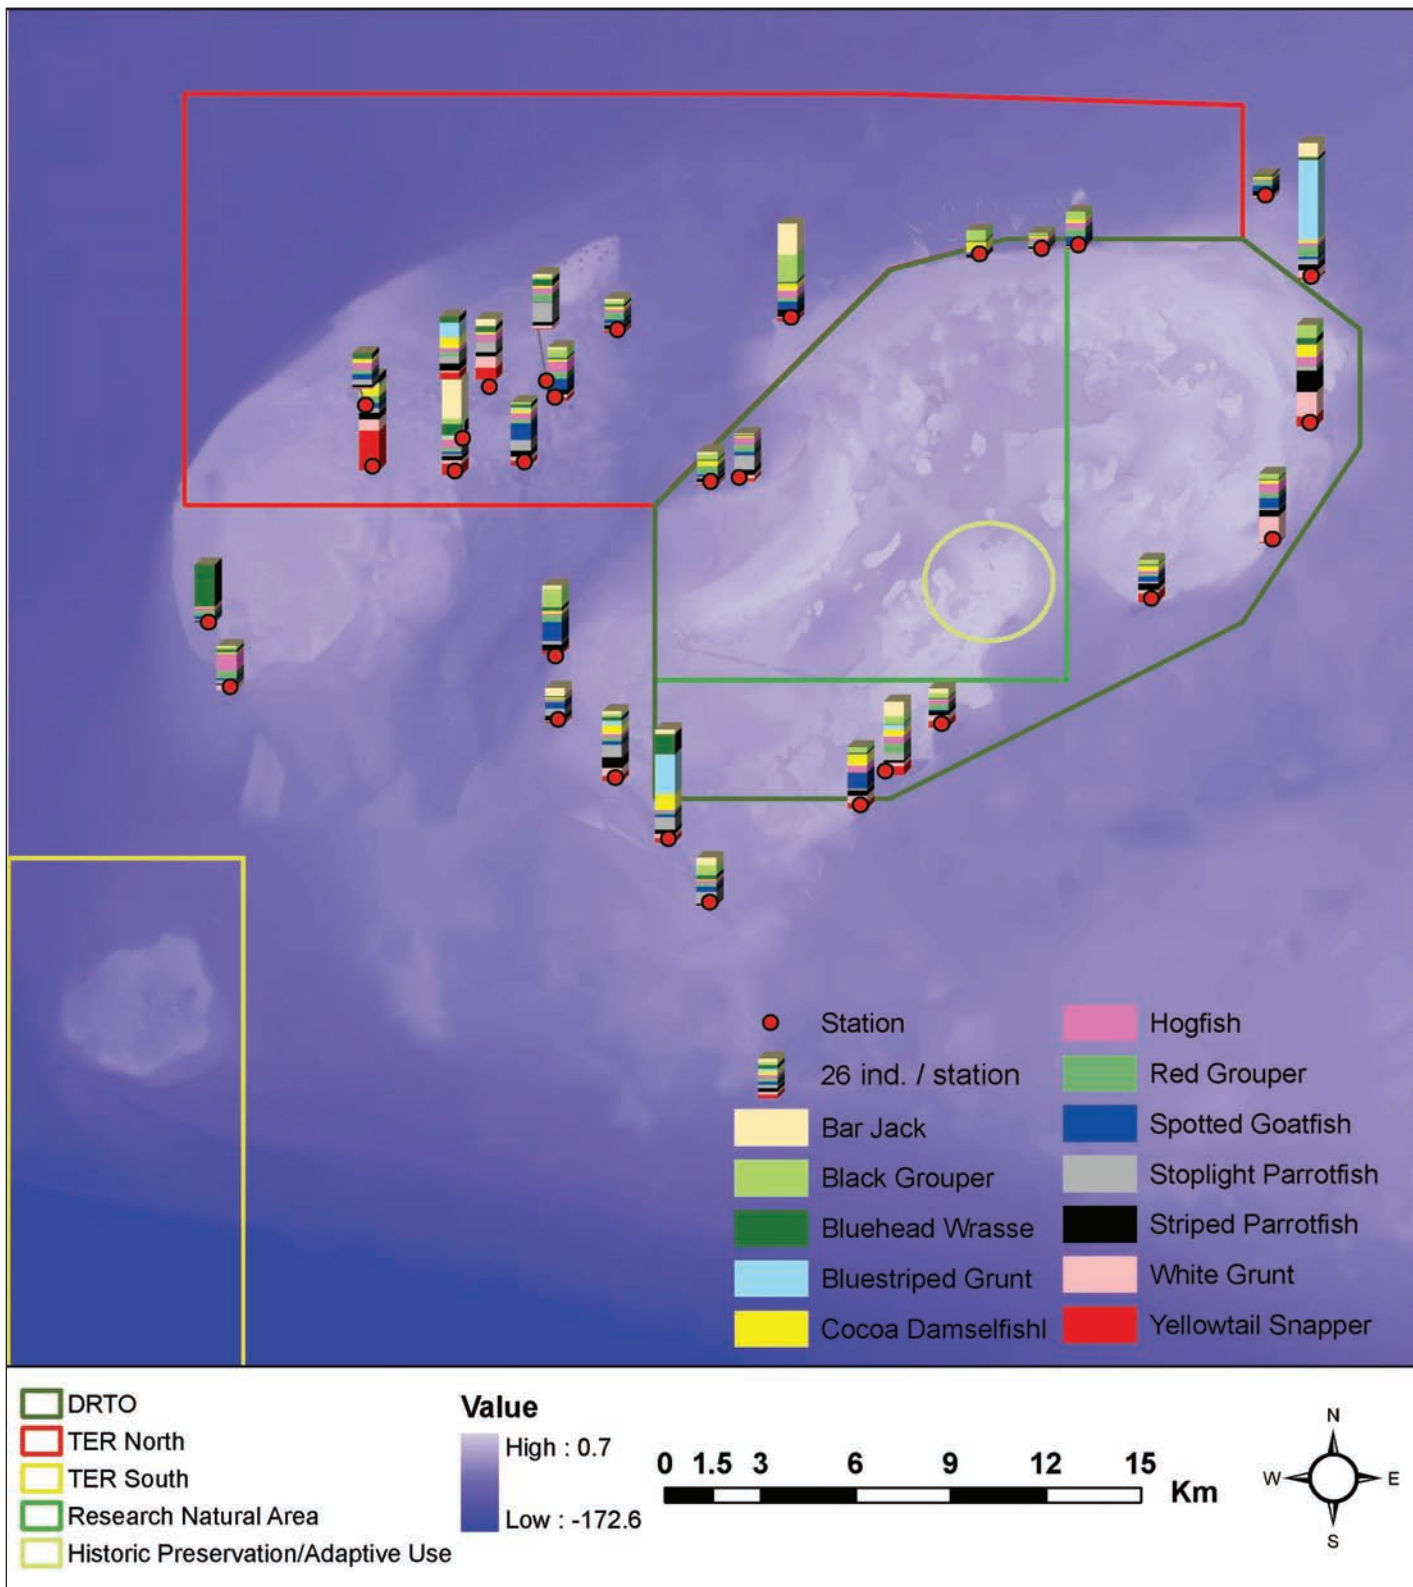 Station
26 ind. / station
Bar Jack
Black Grouper
Bluehead Wrasse
Bluestriped Grunt
Cocoa Damselfishl
Hogfish
Red Grouper
Spotted Goatfish
Stoplight Parrotfish
Striped Parrotfish
White Grunt
Yellowtail Snapper
DRTO
TER North
TER South
Research Natural Area
Historic Preservation/Adaptive Use
Value
High : 0.7
Low : -172.6
0 1.5 3 6 9 12 15
Km
N
W E
S